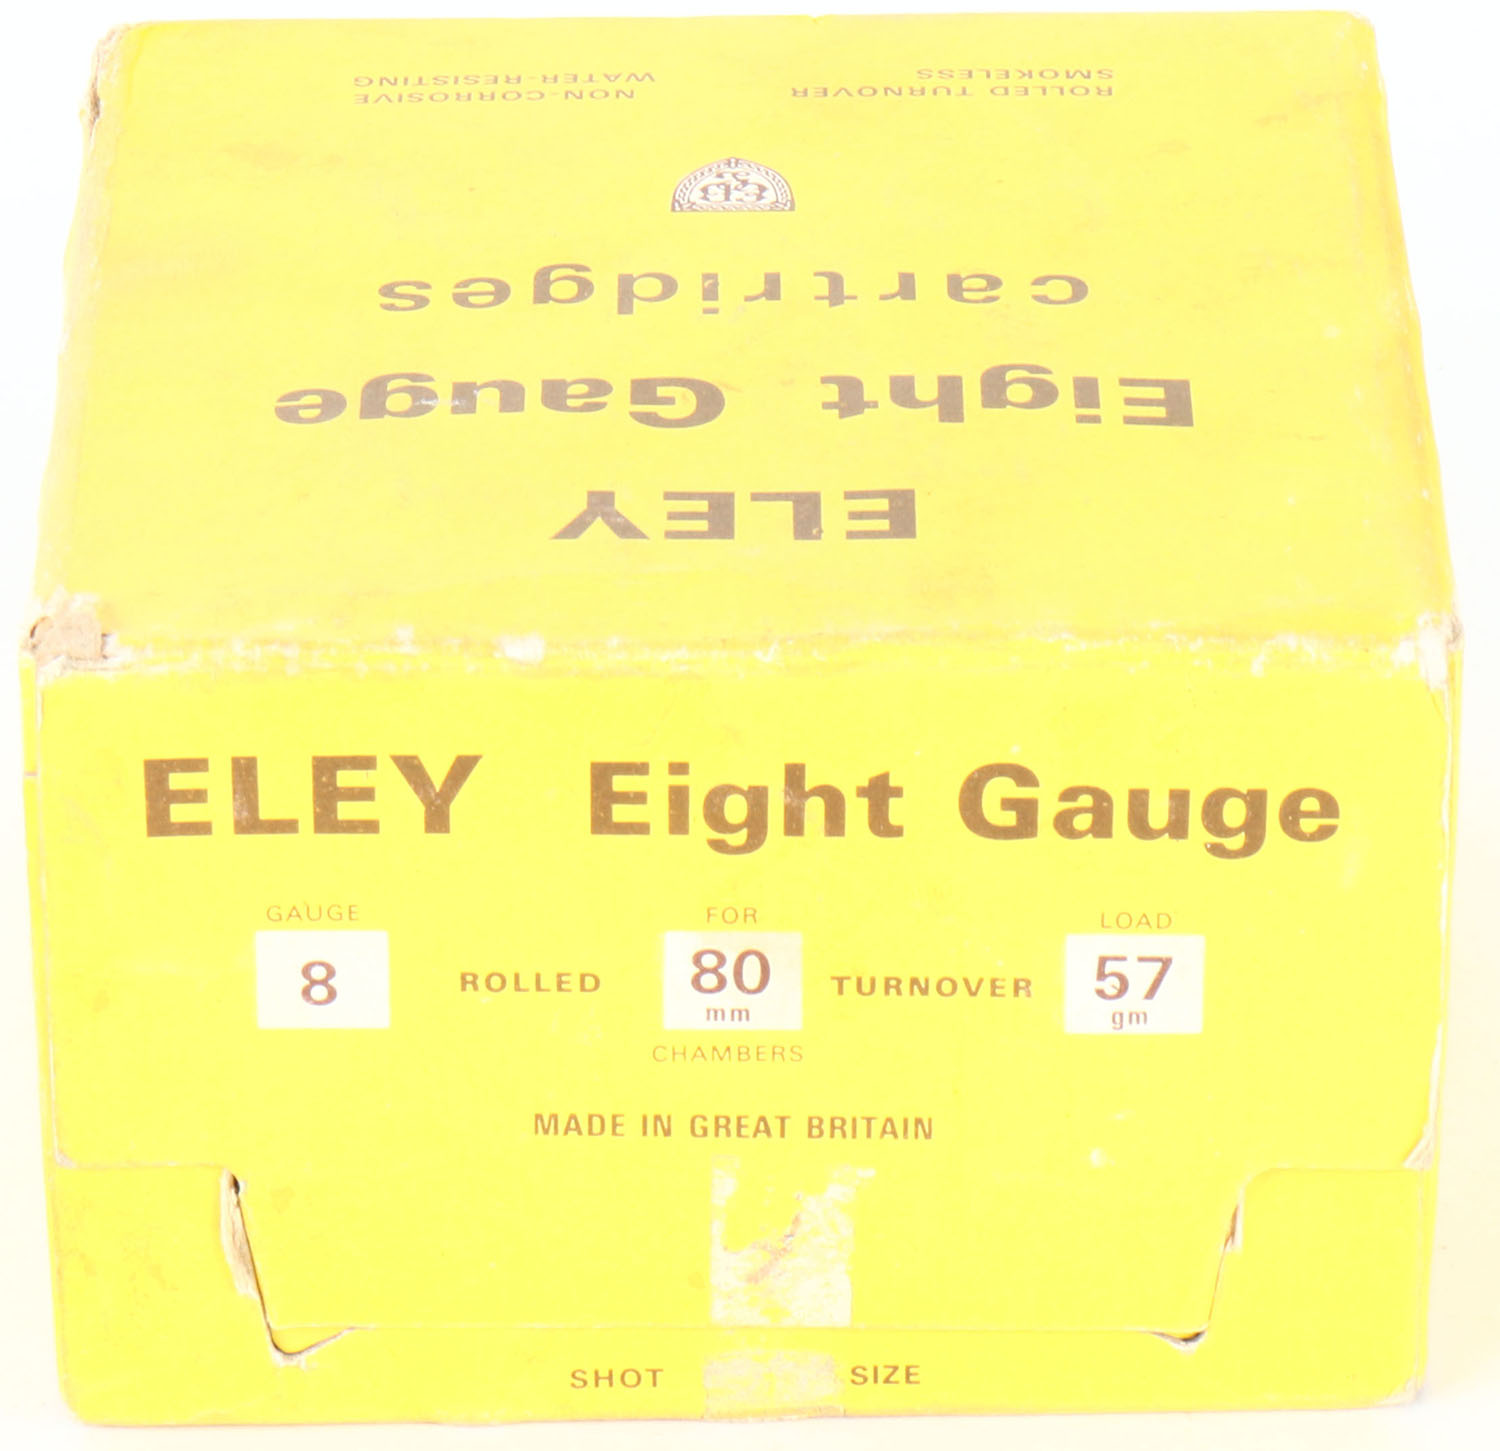 ELEY
Eight Gauge
cartridges
ROLLED TURNOVER
SMOKELESS
NON-CORROSIVE
WATER-RESISTING
ELEY Eight Gauge
GAUGE FOR LOAD
8 ROLLED 80 TURNOVER 57
mm gm
CHAMBERS
MADE IN GREAT BRITAIN
SHOT SIZE